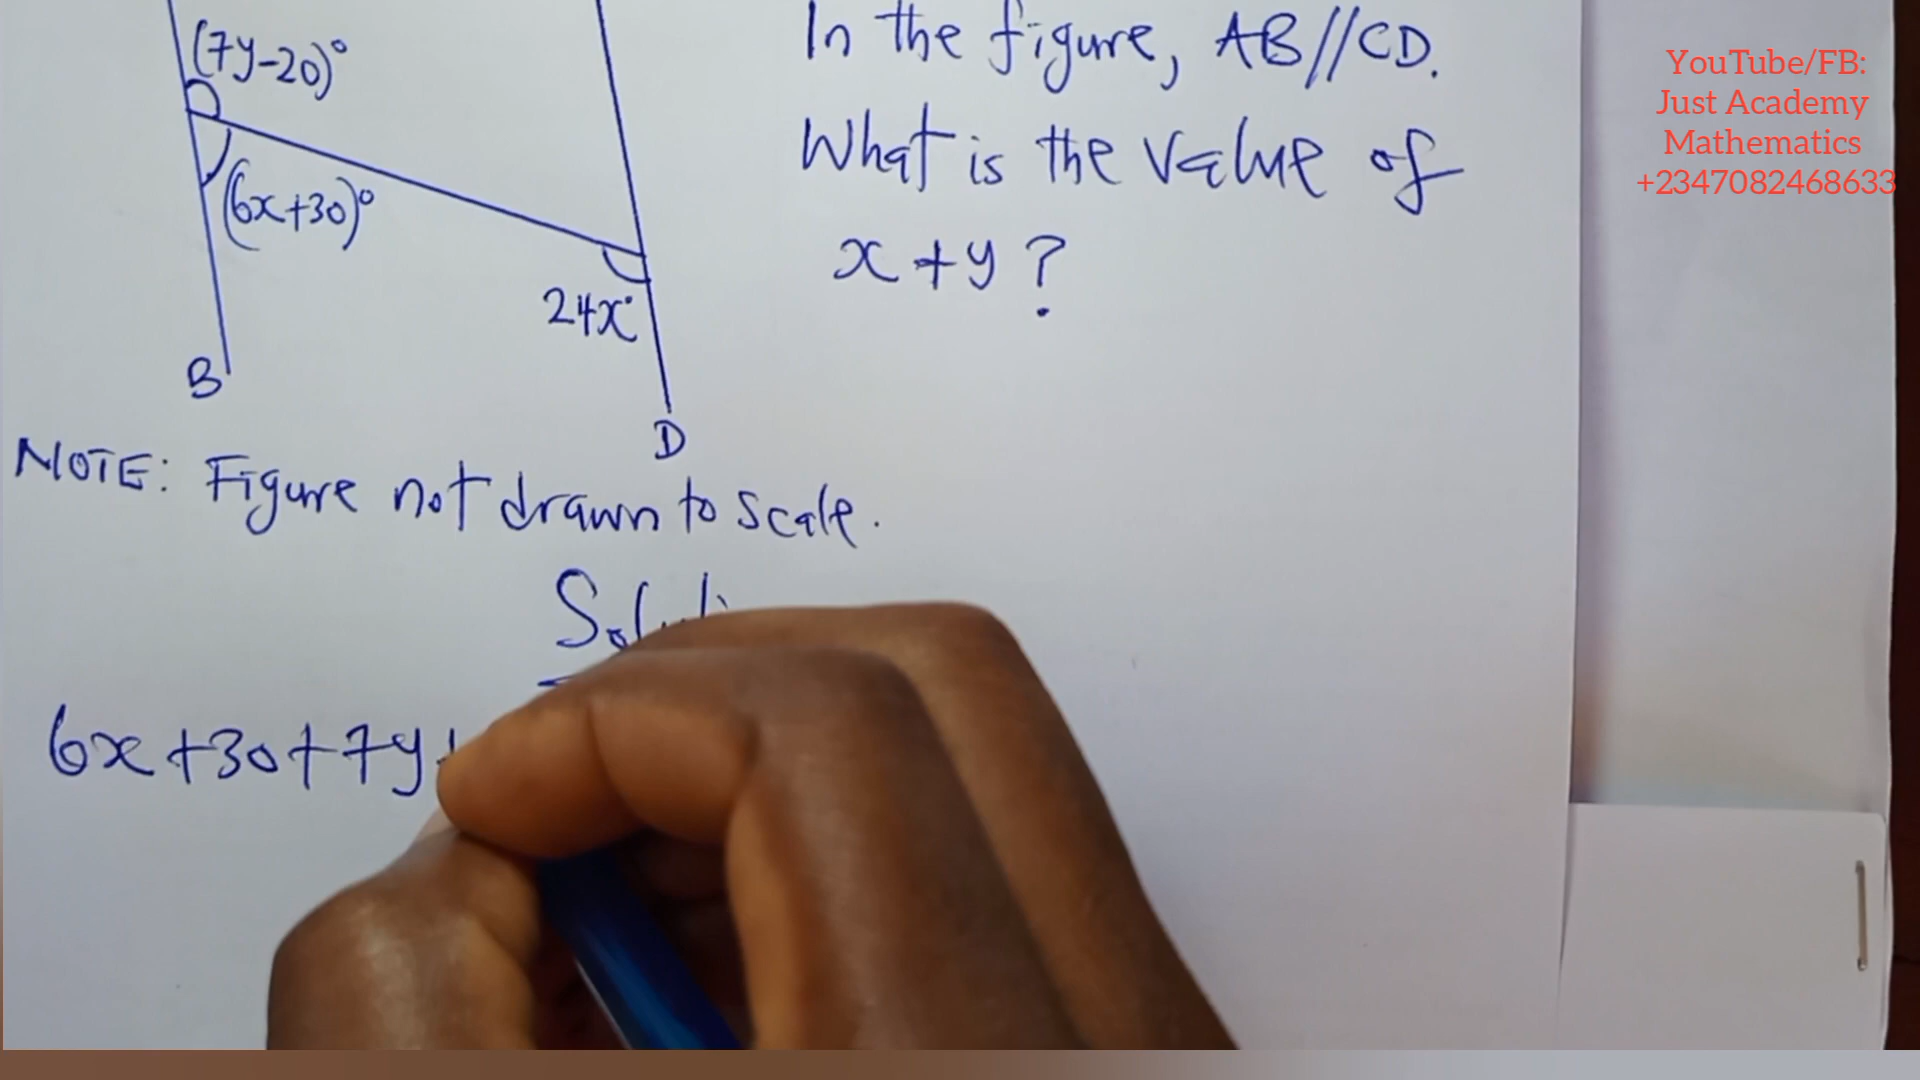 (7y-20)°
(6x+30)°
24x°
B
D
In the figure, AB//CD.
What is the value of
x+y?
NOTE: Figure not drawn to scale.
6x+30+7y
YouTube/FB:
Just Academy
Mathematics
+2347082468633